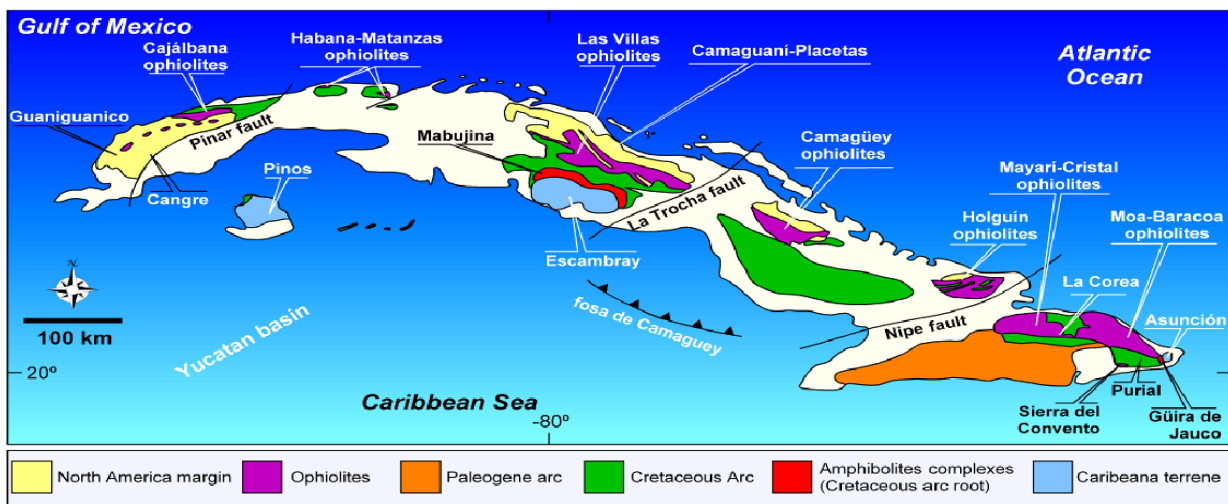 Gulf of Mexico
Cajálbana
ophiolites
Habana-Matanzas
ophiolites
Las Villas
ophiolites
Camaguaní-Placetas
Atlantic
Ocean
Guaniguanico
Pinar fault
Mabujina
Camagüey
ophiolites
Mayarí-Cristal
ophiolites
Pinos
Cangre
La Trocha fault
Holguín
ophiolites
Moa-Baracoa
ophiolites
Escambray
La Corea
N
fosa de Camaguey
Nipe fault
Asunción
100 km
Yucatan basin
20º
Caribbean Sea
-80º
Sierra del
Convento
Purial
Güira de
Jauco
North America margin
Ophiolites
Paleogene arc
Cretaceous Arc
Amphibolites complexes
(Cretaceous arc root)
Caribeana terrene